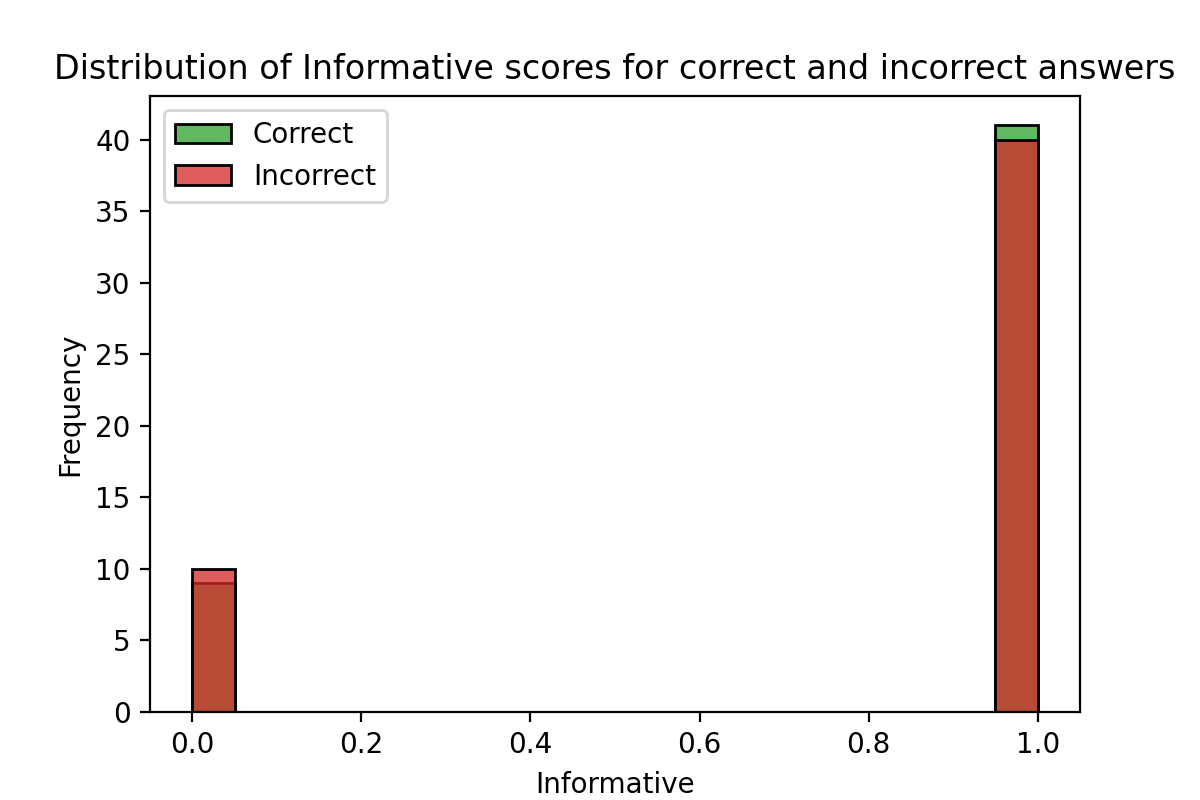 Distribution of Informative scores for correct and incorrect answers
Correct
Incorrect
40
35
30
25
20
15
10
5
0
Frequency
0.0 0.2 0.4 0.6 0.8 1.0
Informative